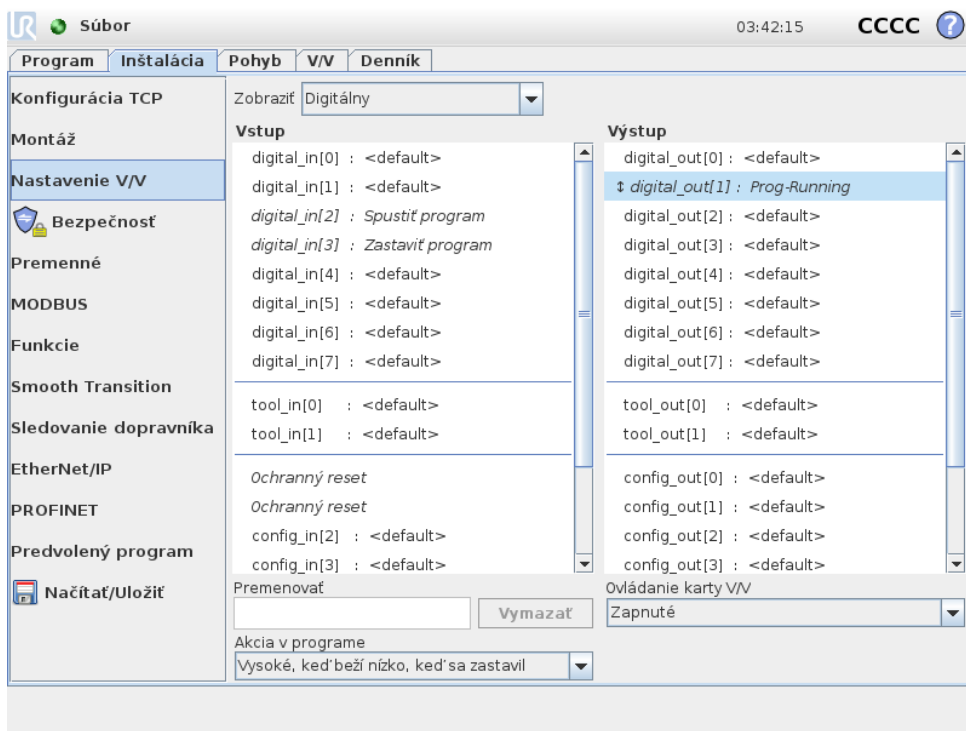 UR Súbor 03:42:15 CCCC ?
Program Inštalácia Pohyb V/V Denník
Konfigurácia TCP
Montáž
Nastavenie V/V
Bezpečnosť
Premenné
MODBUS
Funkcie
Smooth Transition
Sledovanie dopravníka
EtherNet/IP
PROFINET
Predvolený program
Načítať/Uložiť
Zobraziť Digitálny
Vstup
digital_in[0] : <default>
digital_in[1] : <default>
digital_in[2] : Spustiť program
digital_in[3] : Zastaviť program
digital_in[4] : <default>
digital_in[5] : <default>
digital_in[6] : <default>
digital_in[7] : <default>
tool_in[0] : <default>
tool_in[1] : <default>
Ochranný reset
Ochranný reset
config_in[2] : <default>
config_in[3] : <default>
Výstup
digital_out[0] : <default>
↕ digital_out[1] : Prog-Running
digital_out[2] : <default>
digital_out[3] : <default>
digital_out[4] : <default>
digital_out[5] : <default>
digital_out[6] : <default>
digital_out[7] : <default>
tool_out[0] : <default>
tool_out[1] : <default>
config_out[0] : <default>
config_out[1] : <default>
config_out[2] : <default>
config_out[3] : <default>
Premenovať
Vymazať
Ovládanie karty V/V
Zapnuté
Akcia v programe
Vysoké, keď beží nízko, keď sa zastavil